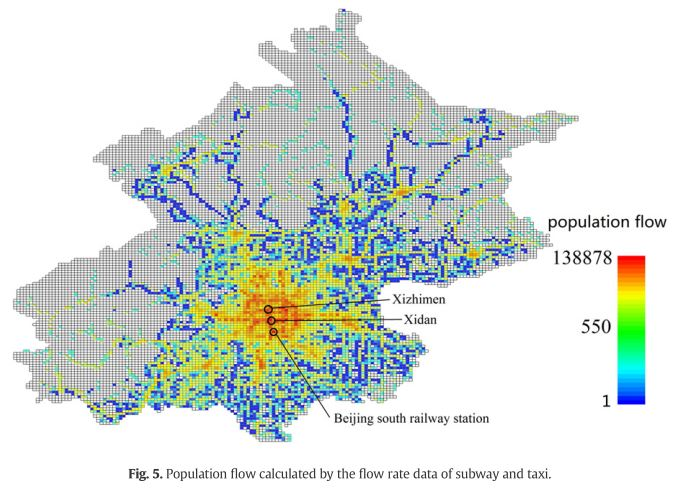 population flow
138878
550
1
Xizhimen
Xidan
Beijing south railway station
Fig. 5. Population flow calculated by the flow rate data of subway and taxi.